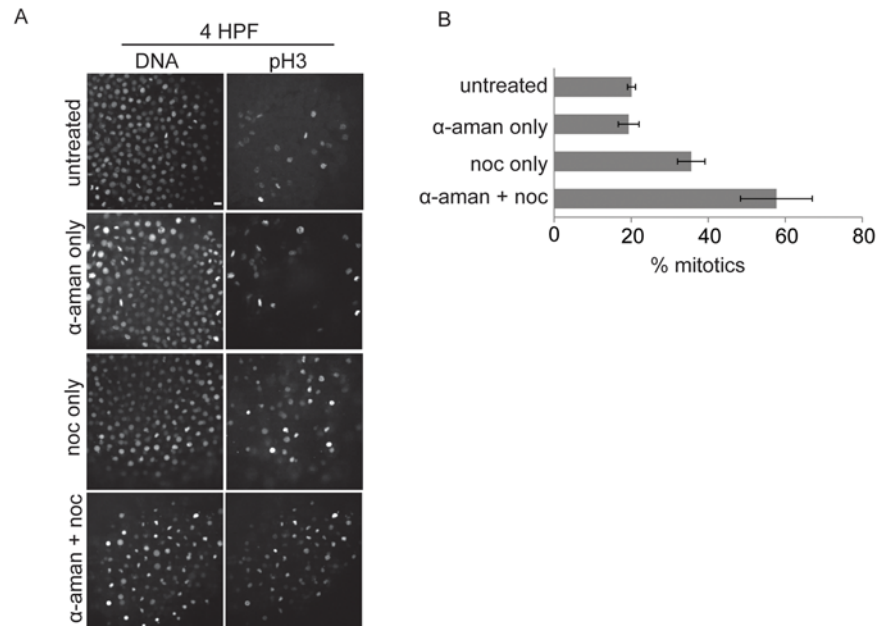 A
4 HPF
DNA pH3
untreated
α-aman only
noc only
α-aman + noc
B
untreated
α-aman only
noc only
α-aman + noc
0 20 40 60 80
% mitotics